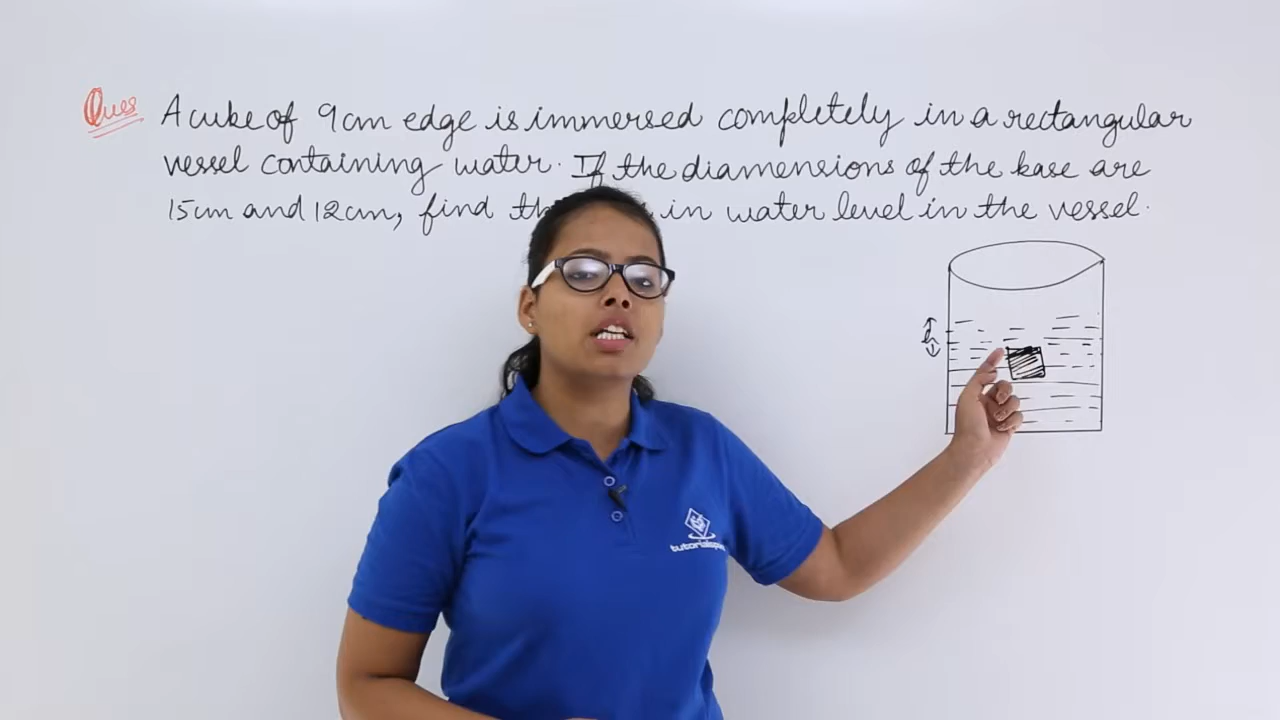 Ques A cube of 9cm edge is immersed completely in a rectangular
vessel containing water. If the diamensions of the base are
15cm and 12cm, find in water level in the vessel.
h